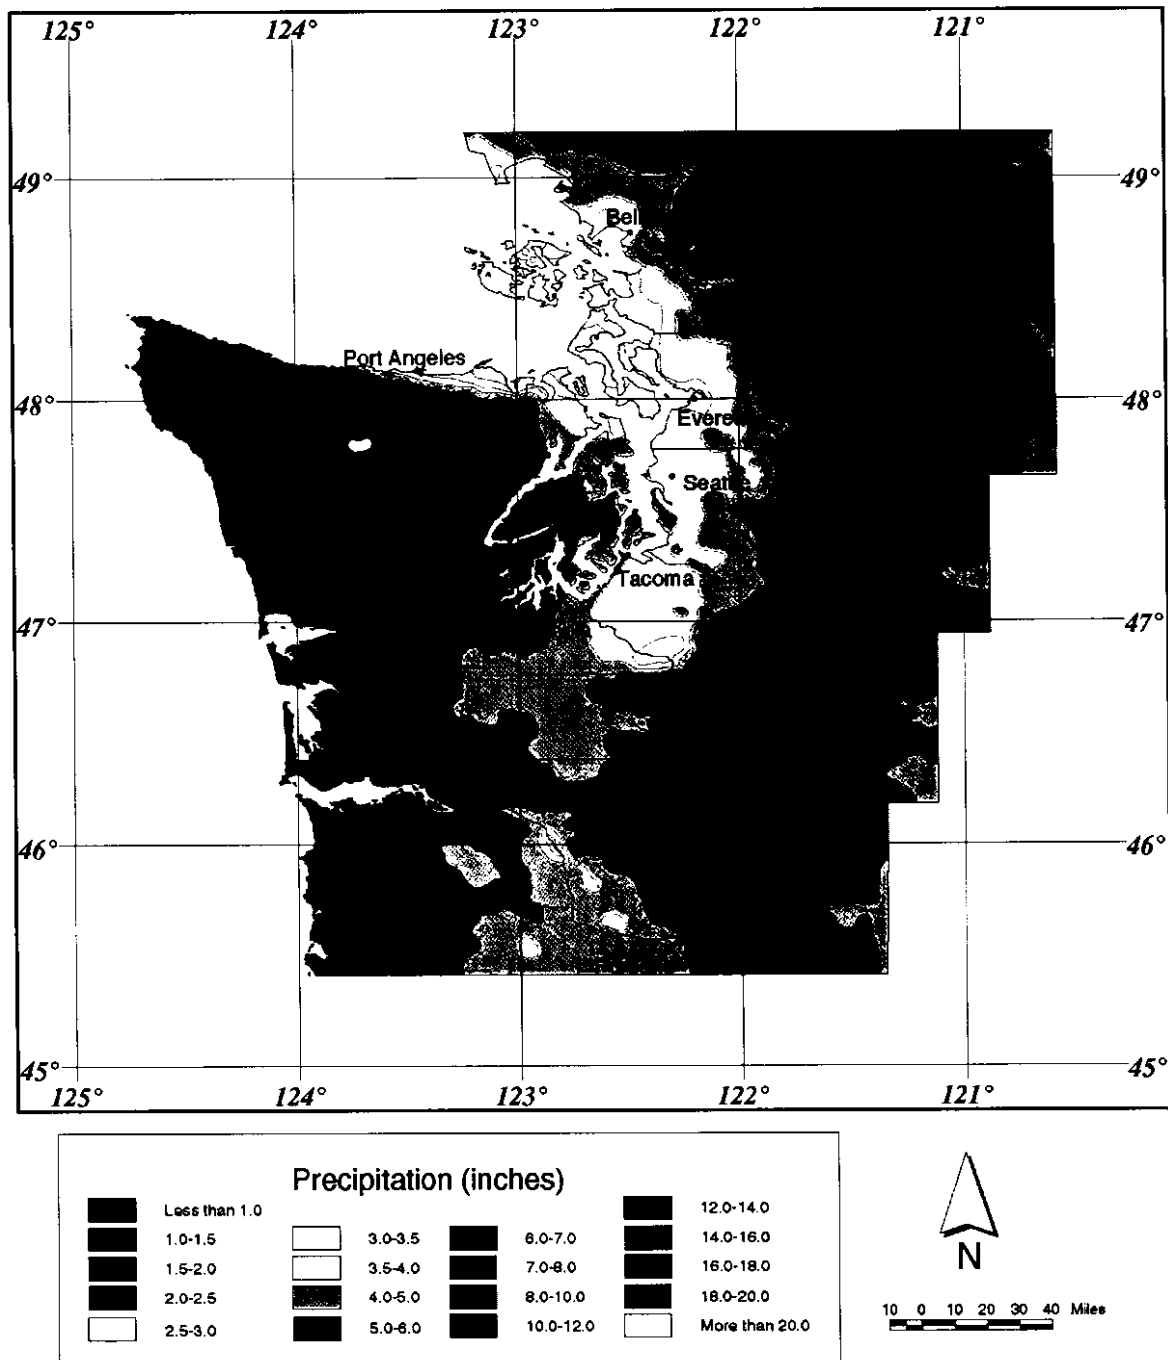 125° 124° 123° 122° 121°
49° 49°
Bell
Port Angeles
48° 48°
Evere
Seattle
Tacoma
47° 47°
46° 46°
45° 45°
125° 124° 123° 122° 121°
Precipitation (inches)
Less than 1.0
1.0-1.5
1.5-2.0
2.0-2.5
2.5-3.0
3.0-3.5
3.5-4.0
4.0-5.0
5.0-6.0
6.0-7.0
7.0-8.0
8.0-10.0
10.0-12.0
12.0-14.0
14.0-16.0
16.0-18.0
18.0-20.0
More than 20.0
N
10 0 10 20 30 40 Miles